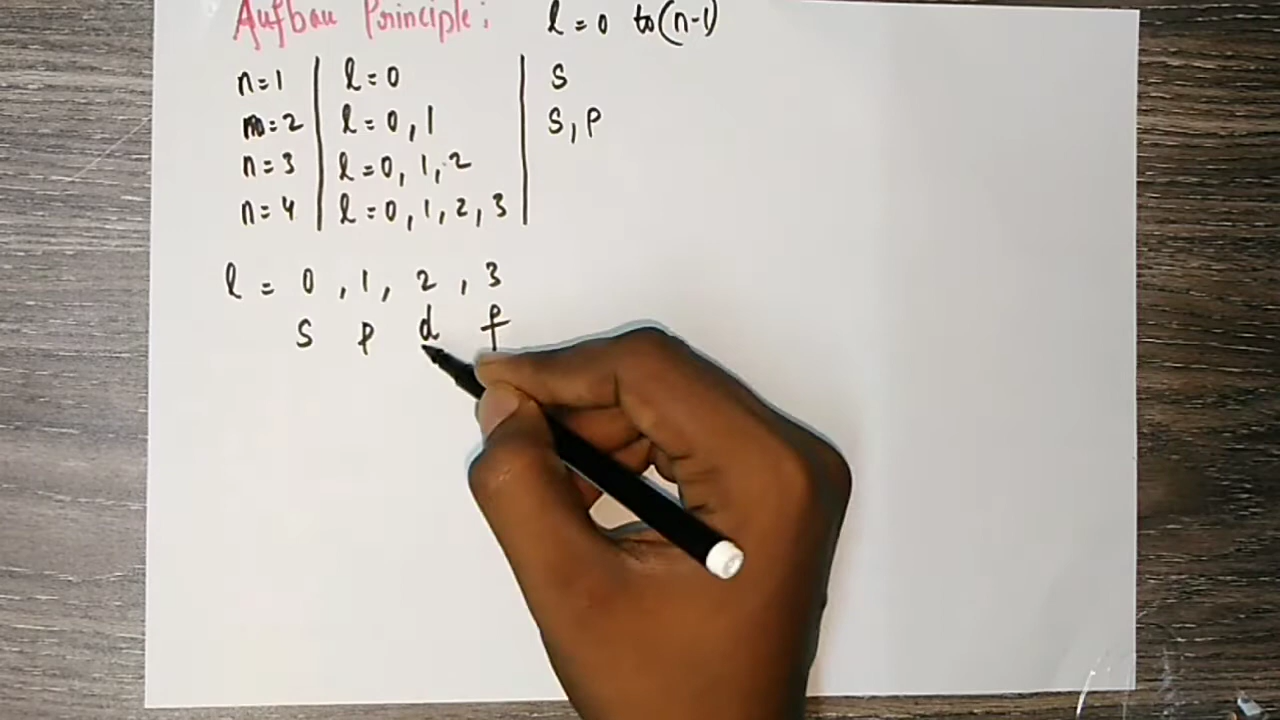 Aufbau Principle: l = 0 to (n-1)
n=1 | l=0 | S
n=2 | l=0,1 | S, P
n=3 | l=0, 1, 2
n=4 | l=0, 1, 2, 3
l = 0, 1, 2, 3
S P d f